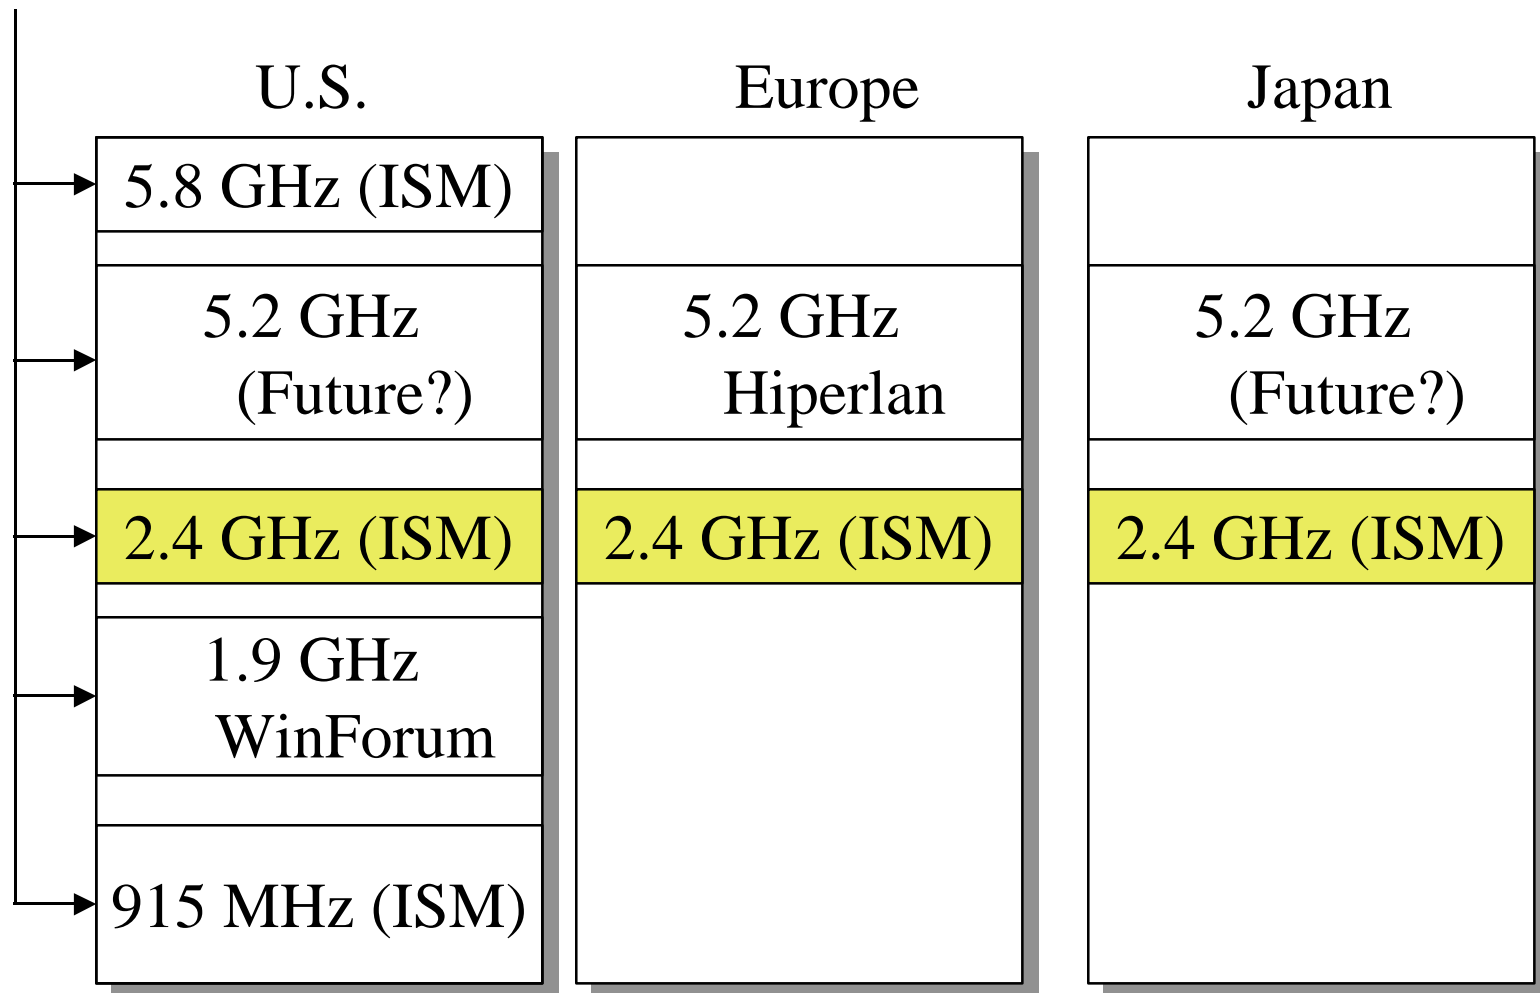 U.S.
Europe
Japan
5.8 GHz (ISM)
5.2 GHz
(Future?)
5.2 GHz
Hiperlan
5.2 GHz
(Future?)
2.4 GHz (ISM)
2.4 GHz (ISM)
2.4 GHz (ISM)
1.9 GHz
WinForum
915 MHz (ISM)